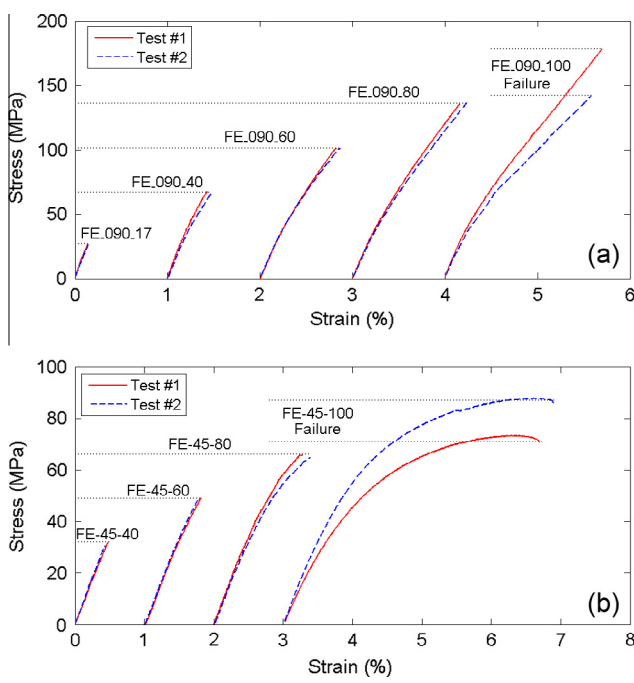 200
150
100
50
0
Stress (MPa)
Test #1
Test #2
FE_090_17
FE_090_40
FE_090_60
FE_090_80
FE_090_100
Failure
(a)
0 1 2 3 4 5 6
Strain (%)
100
80
60
40
20
0
Stress (MPa)
Test #1
Test #2
FE-45-40
FE-45-60
FE-45-80
FE-45-100
Failure
(b)
0 1 2 3 4 5 6 7 8
Strain (%)